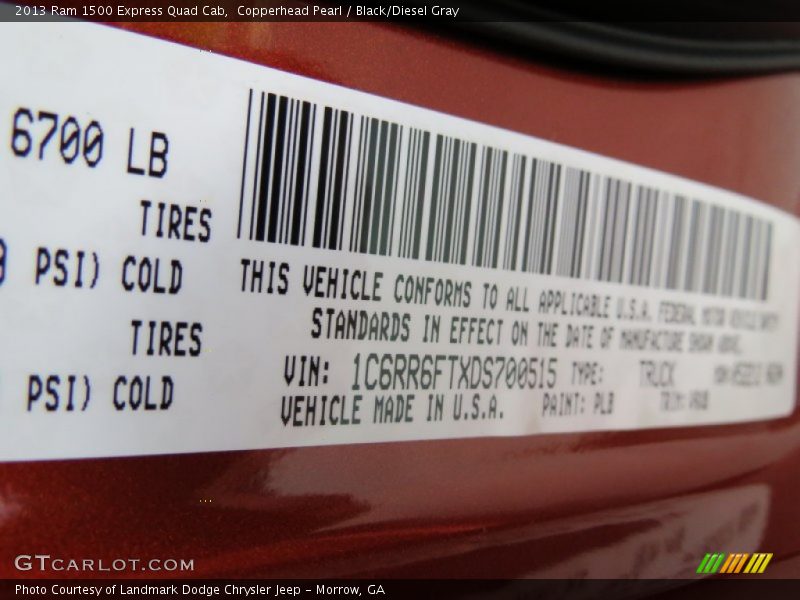 2013 Ram 1500 Express Quad Cab,  Copperhead Pearl / Black/Diesel Gray
6700 LB
TIRES
PSI) COLD
TIRES
PSI) COLD
THIS VEHICLE CONFORMS TO ALL APPLICABLE U.S.A. FEDERAL MOTOR VEHICLE SAFETY
STANDARDS IN EFFECT ON THE DATE OF MANUFACTURE SHOWN ABOVE.
VIN: 1C6RR6FTXDS700515 TYPE: TRUCK
VEHICLE MADE IN U.S.A. PAINT: PLB TRIM:
GTCARLOT.COM
Photo Courtesy of Landmark Dodge Chrysler Jeep - Morrow, GA